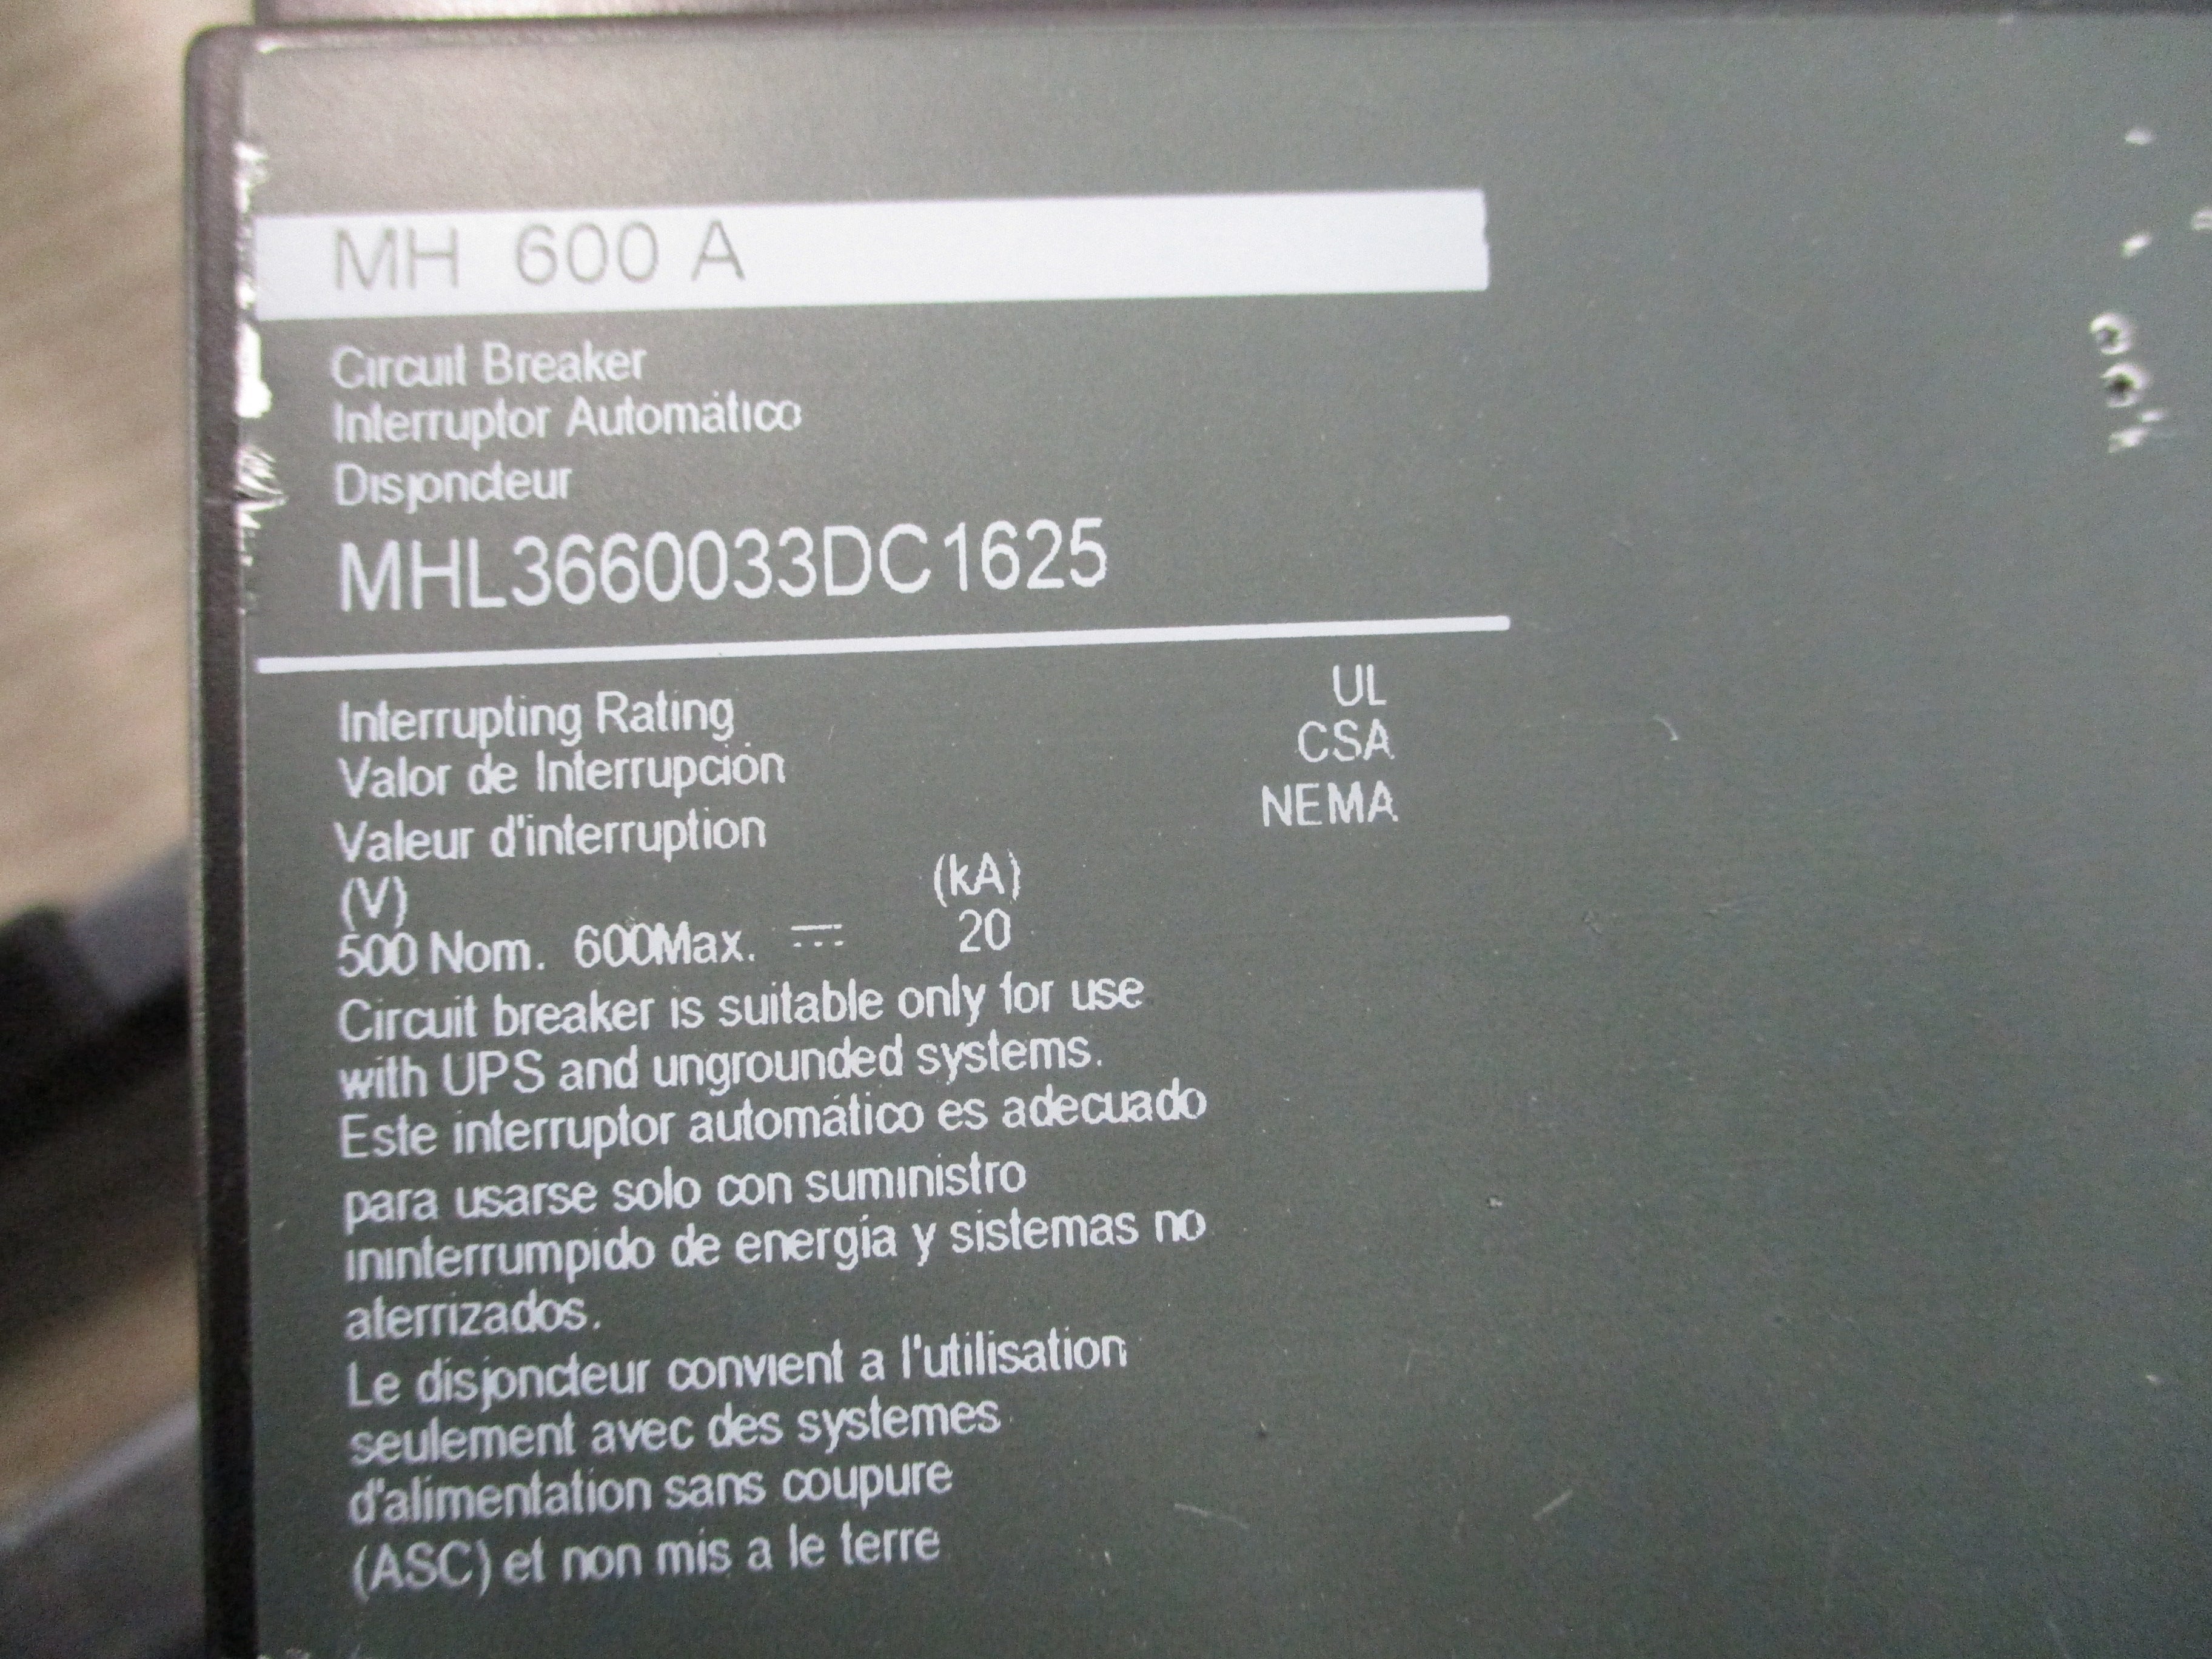 MH 600 A
Circuit Breaker
Interruptor Automático
Disjoncteur
MHL3660033DC1625
Interrupting Rating UL
Valor de Interrupción CSA
Valeur d'interruption NEMA
(V) (kA)
500 Nom. 600Max. ⎓ 20
Circuit breaker is suitable only for use
with UPS and ungrounded systems.
Este interruptor automático es adecuado
para usarse solo con suministro
ininterrumpido de energía y sistemas no
aterrizados.
Le disjoncteur convient a l'utilisation
seulement avec des systemes
d'alimentation sans coupure
(ASC) et non mis a le terre